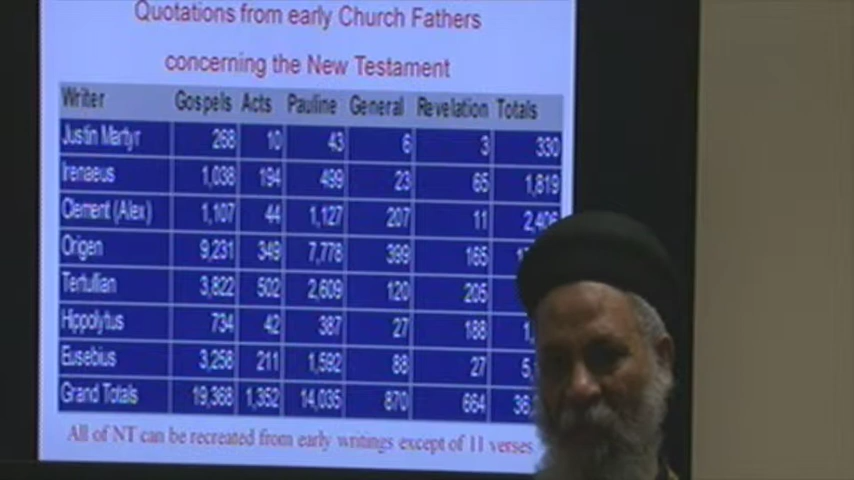 Quotations from early Church Fathers
concerning the New Testament
Writer Gospels Acts Pauline General Revelation Totals
Justin Martyr 268 10 43 6 3 330
Irenaeus 1,038 194 499 23 65 1,819
Clement (Alex) 1,107 44 1,127 207 11 2,406
Origen 9,231 349 7,778 399 165
Tertullian 3,822 502 2,609 120 205
Hippolytus 734 42 387 27 188 1,
Eusebius 3,258 211 1,592 88 27 5,
Grand Totals 19,368 1,352 14,035 870 664 36,
All of NT can be recreated from early writings except of 11 verses